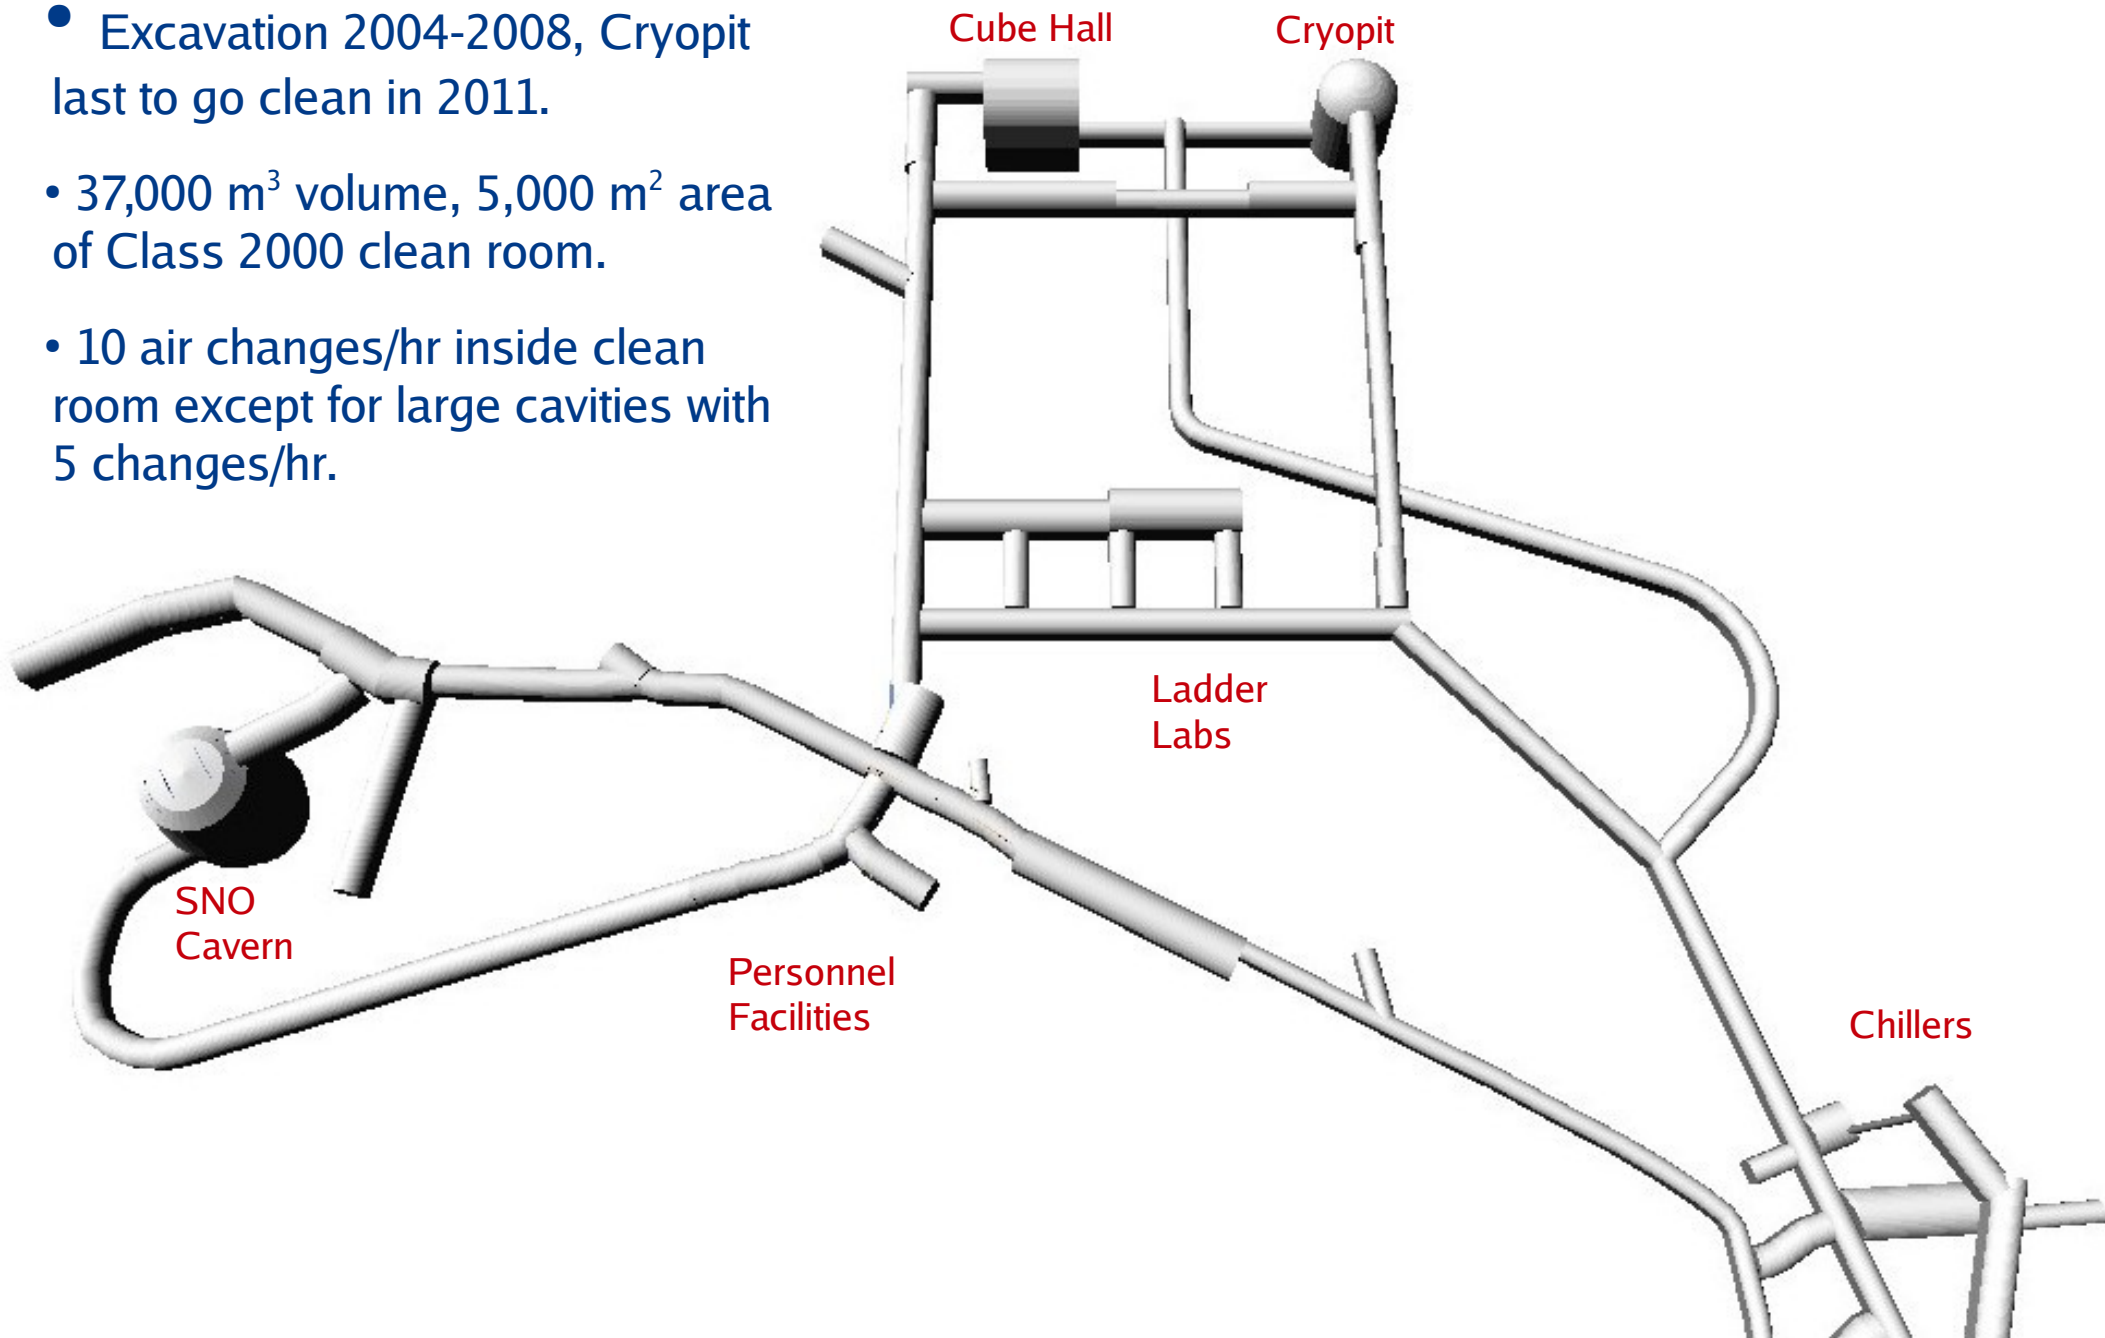 • Excavation 2004-2008, Cryopit
last to go clean in 2011.
• 37,000 m³ volume, 5,000 m² area
of Class 2000 clean room.
• 10 air changes/hr inside clean
room except for large cavities with
5 changes/hr.
Cube Hall
Cryopit
Ladder
Labs
SNO
Cavern
Personnel
Facilities
Chillers